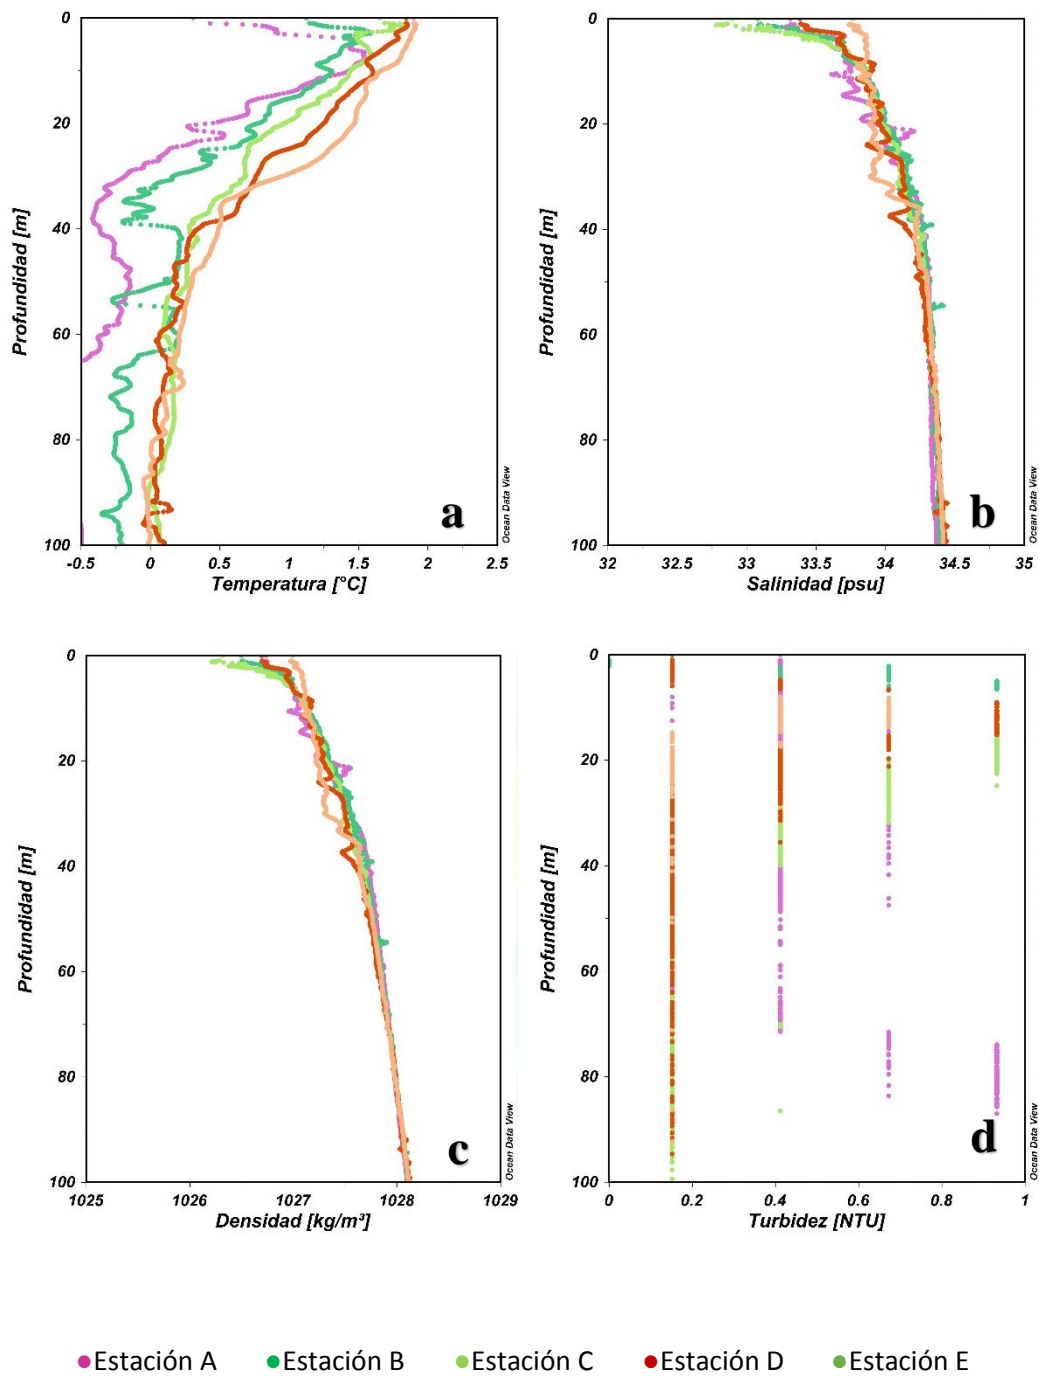 0
20
40
60
80
100
Profundidad [m]
-0.5 0 0.5 1 1.5 2 2.5
Temperatura [°C]
a
Ocean Data View
0
20
40
60
80
100
Profundidad [m]
32 32.5 33 33.5 34 34.5 35
Salinidad [psu]
b
Ocean Data View
0
20
40
60
80
100
Profundidad [m]
1025 1026 1027 1028 1029
Densidad [kg/m³]
c
Ocean Data View
0
20
40
60
80
100
Profundidad [m]
0 0.2 0.4 0.6 0.8 1
Turbidez [NTU]
d
Ocean Data View
Estación A Estación B Estación C Estación D Estación E